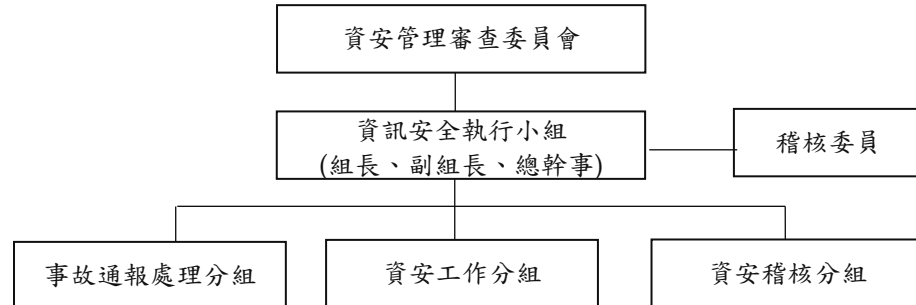 資安管理審查委員會
資訊安全執行小組
(組長、副組長、總幹事)
稽核委員
事故通報處理分組
資安工作分組
資安稽核分組